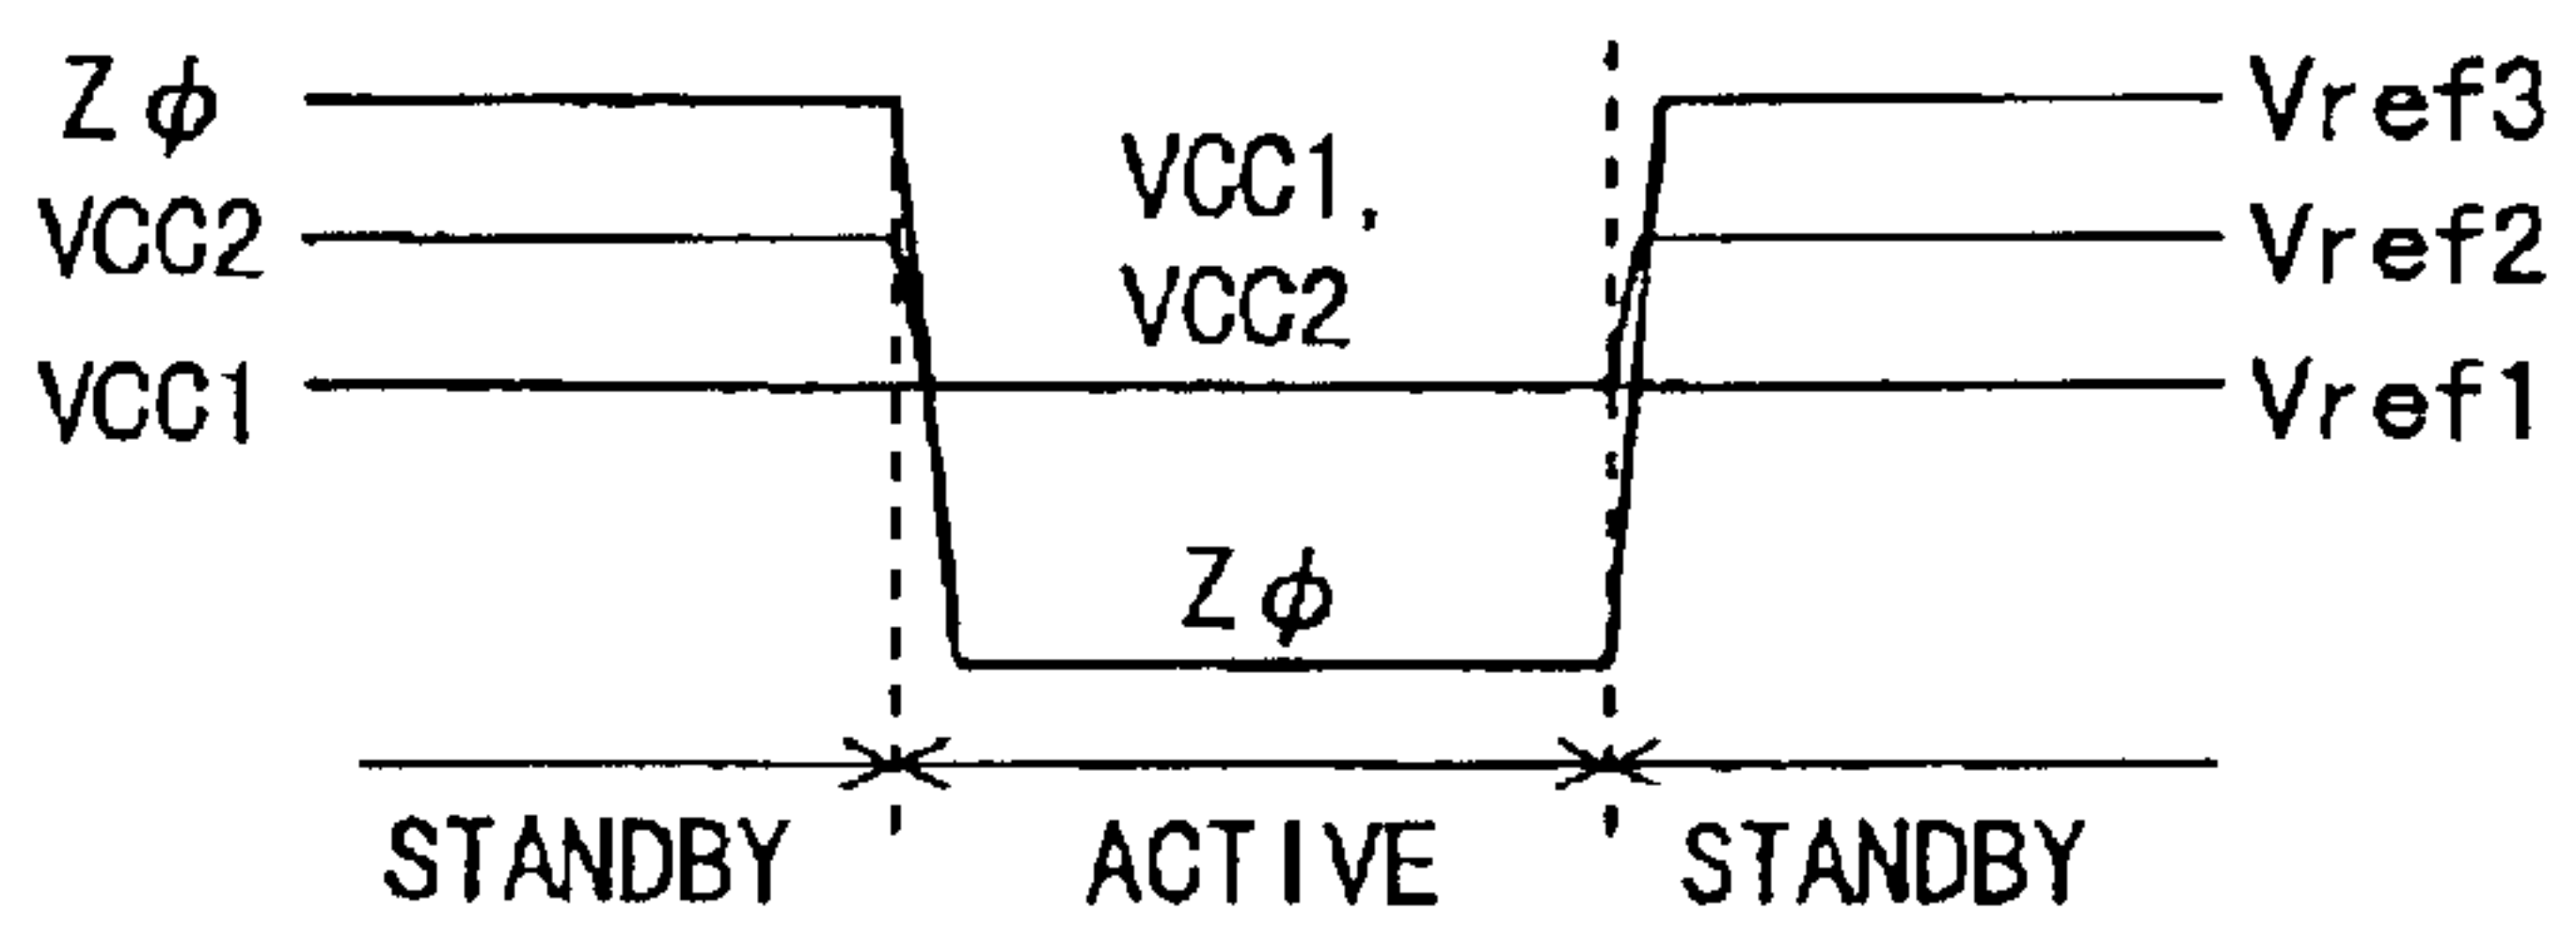 Zϕ
VCC1,
Vref3
VCC2
VCC2
Vref2
VCC1
Vref1
Zϕ
STANDBY
ACTIVE
STANDBY